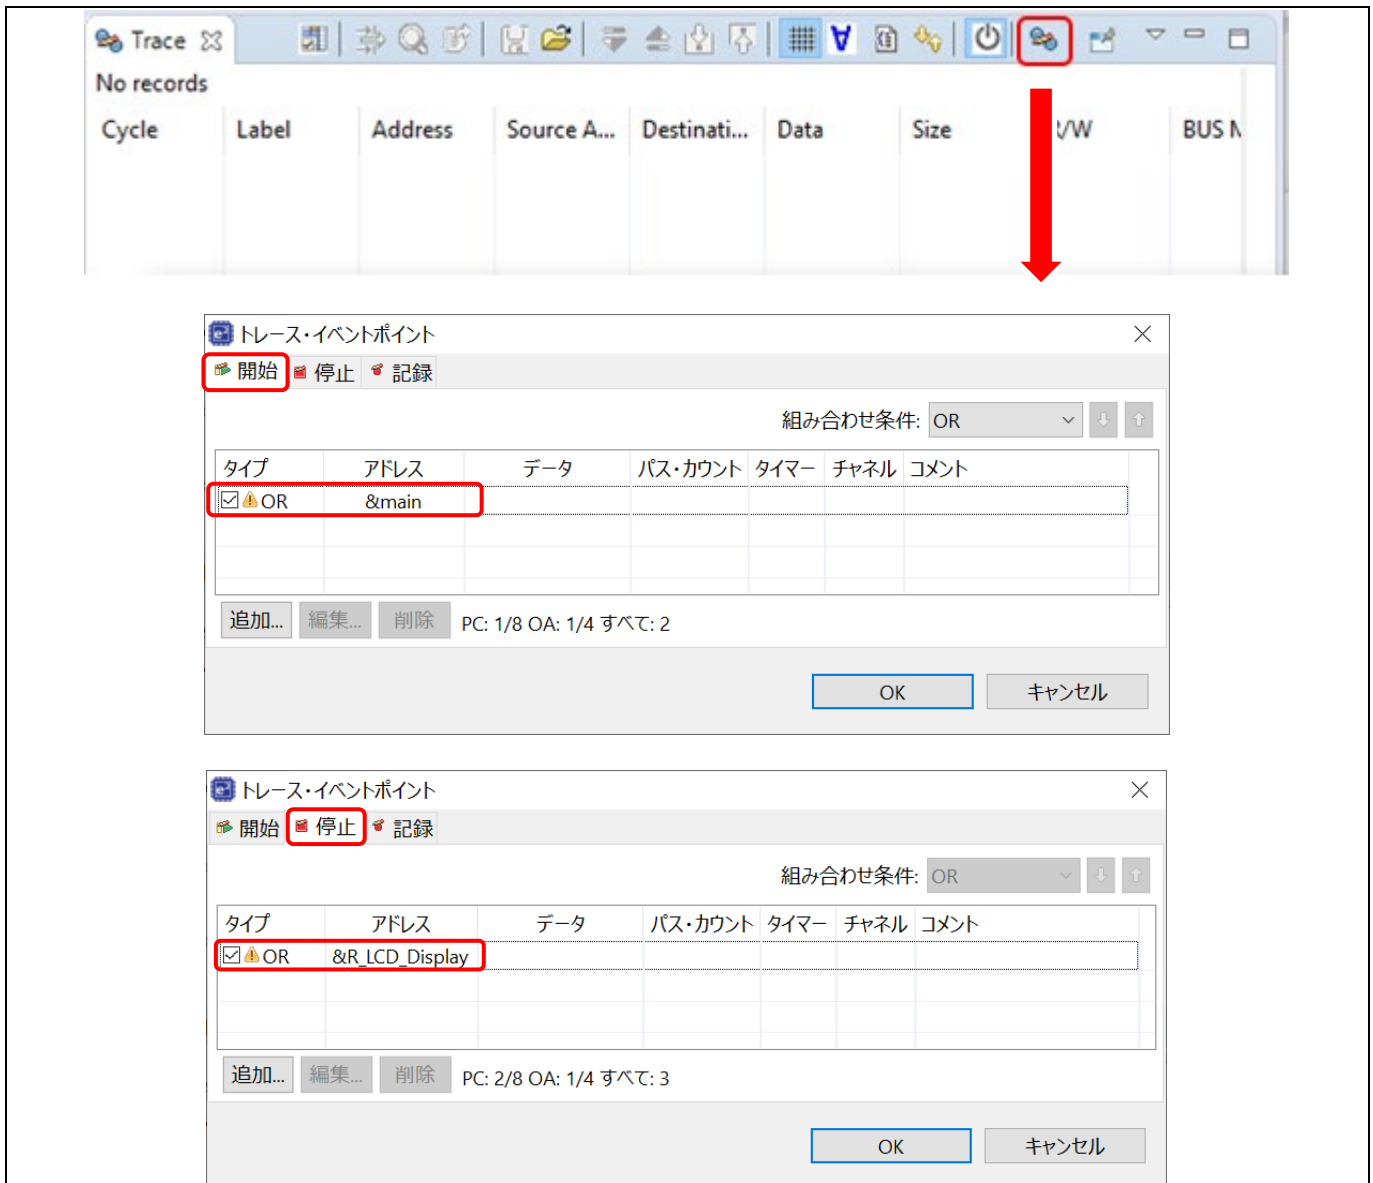 Trace
No records
Cycle Label Address Source A... Destinati... Data Size /W BUS M
トレース・イベントポイント
開始 停止 記録
組み合わせ条件: OR
タイプ アドレス データ パス・カウント タイマー チャネル コメント
OR &main
追加... 編集... 削除 PC: 1/8 OA: 1/4 すべて: 2
OK キャンセル
トレース・イベントポイント
開始 停止 記録
組み合わせ条件: OR
タイプ アドレス データ パス・カウント タイマー チャネル コメント
OR &R_LCD_Display
追加... 編集... 削除 PC: 2/8 OA: 1/4 すべて: 3
OK キャンセル